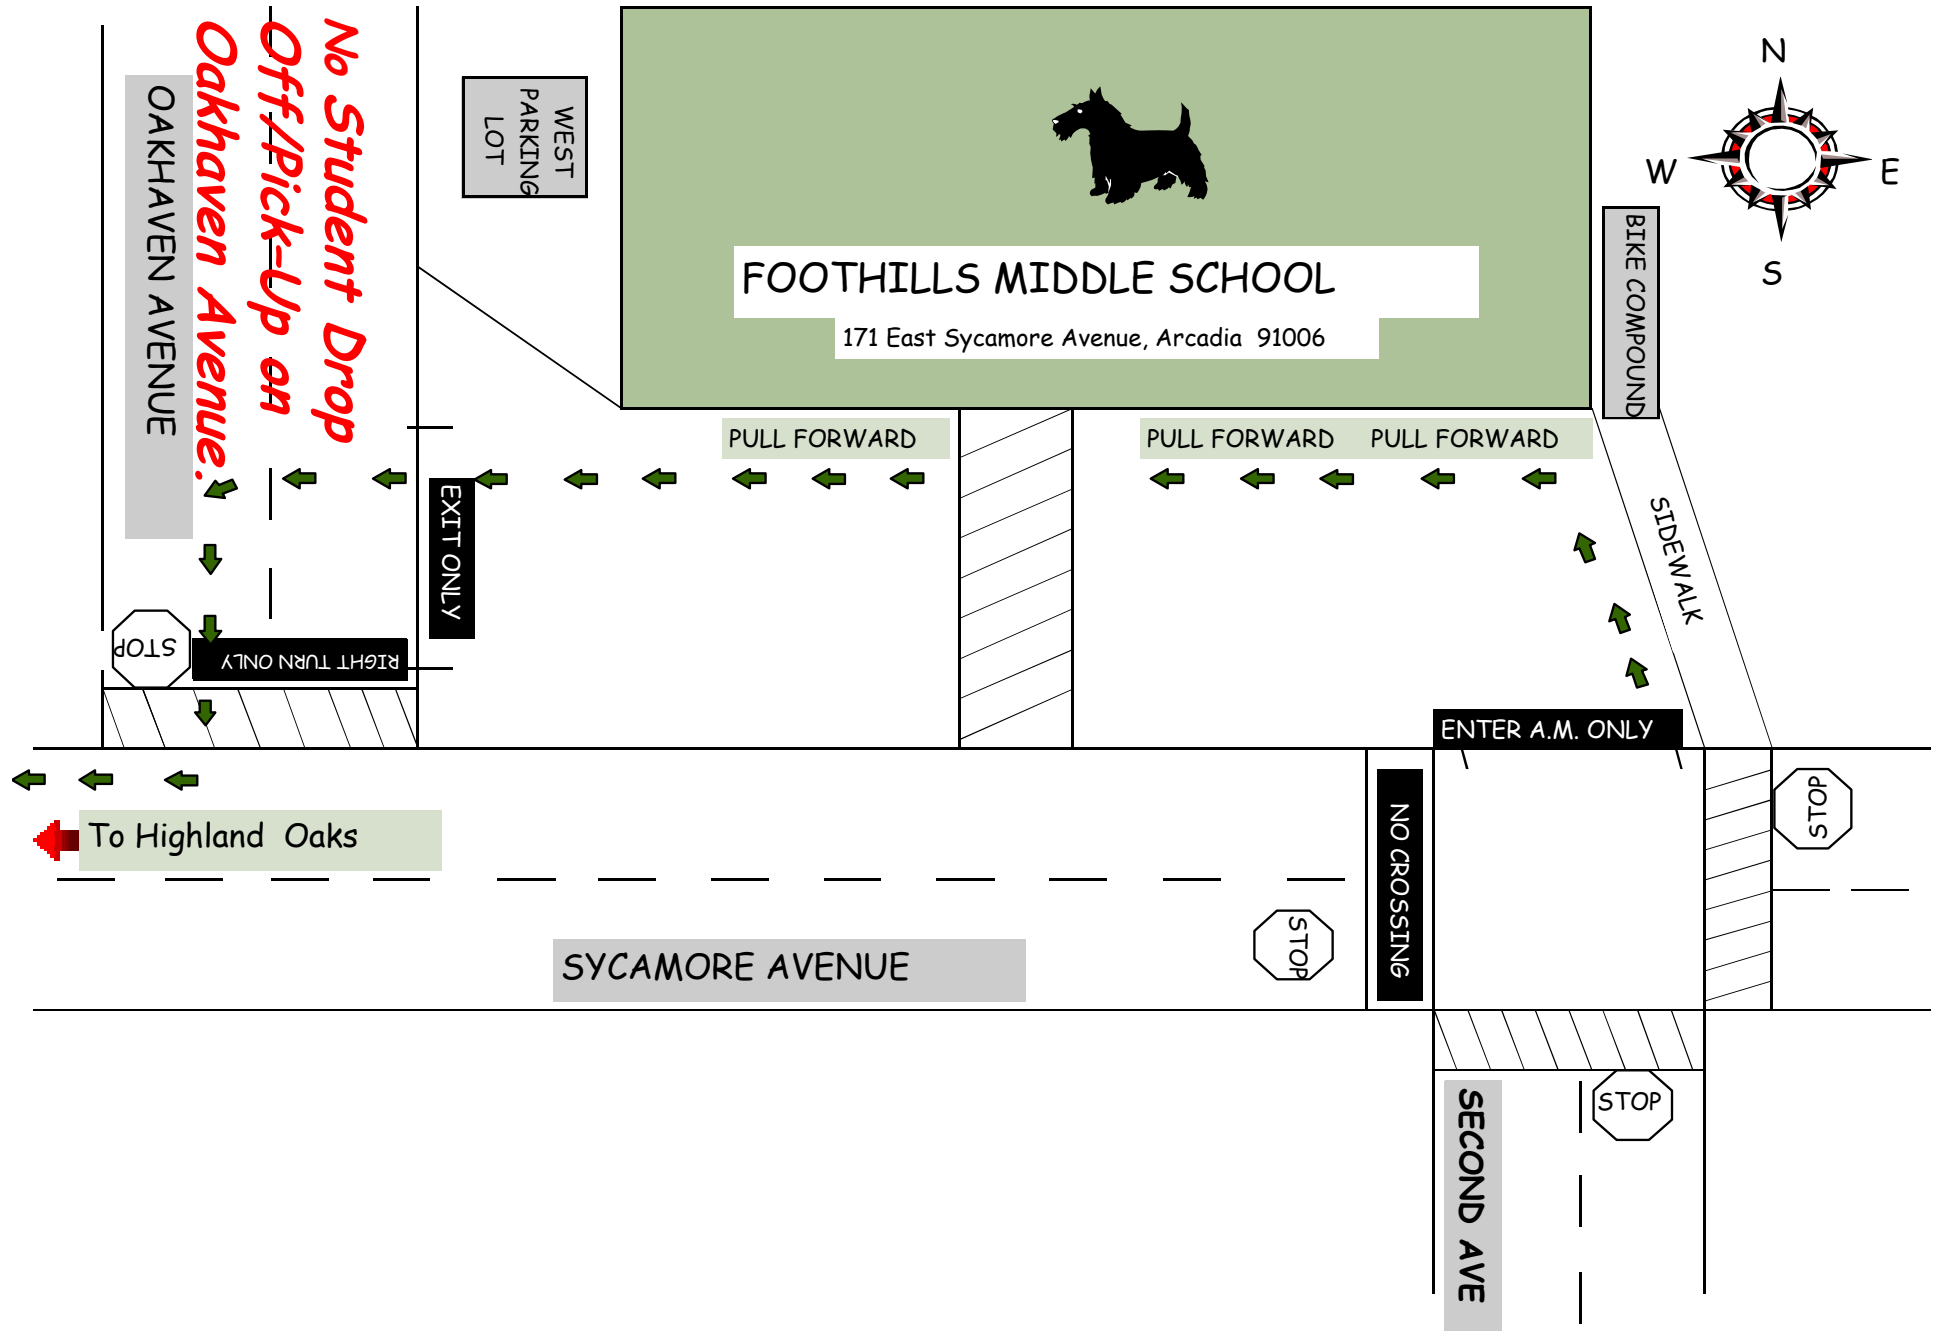 No Student Drop
Off/Pick-Up on
Oakhaven Avenue.
OAKHAVEN AVENUE
WEST
PARKING
LOT
FOOTHILLS MIDDLE SCHOOL
171 East Sycamore Avenue, Arcadia 91006
N
W
E
S
BIKE COMPOUND
PULL FORWARD
PULL FORWARD PULL FORWARD
EXIT ONLY
SIDEWALK
STOP
RIGHT TURN ONLY
ENTER A.M. ONLY
To Highland Oaks
NO CROSSING
STOP
STOP
SYCAMORE AVENUE
STOP
SECOND AVE